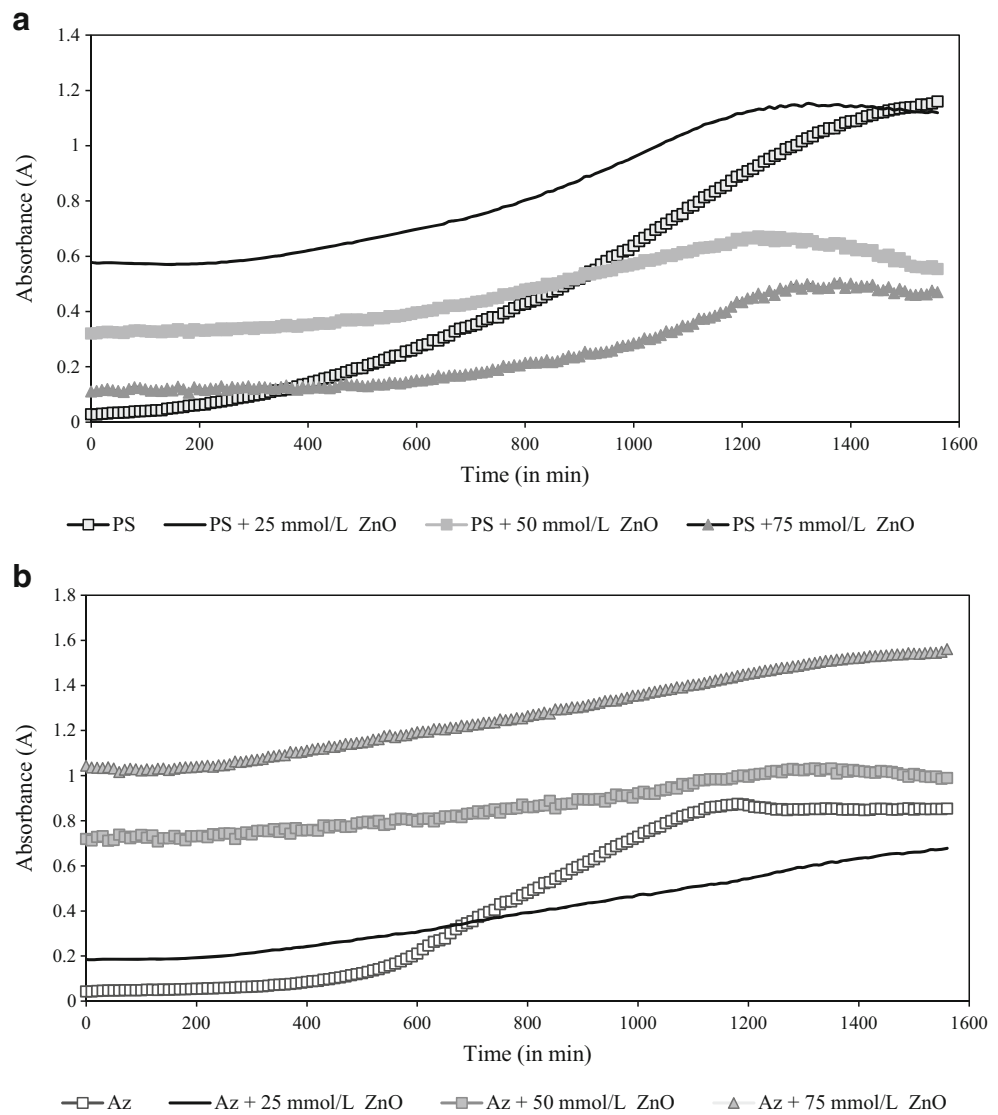 a
1.4
1.2
1
0.8
0.6
0.4
0.2
0
Absorbance (A)
0 200 400 600 800 1000 1200 1400 1600
Time (in min)
PS PS + 25 mmol/L ZnO PS + 50 mmol/L ZnO PS +75 mmol/L ZnO
b
1.8
1.6
1.4
1.2
1
0.8
0.6
0.4
0.2
0
Absorbance (A)
0 200 400 600 800 1000 1200 1400 1600
Time (in min)
Az Az + 25 mmol/L ZnO Az + 50 mmol/L ZnO Az + 75 mmol/L ZnO